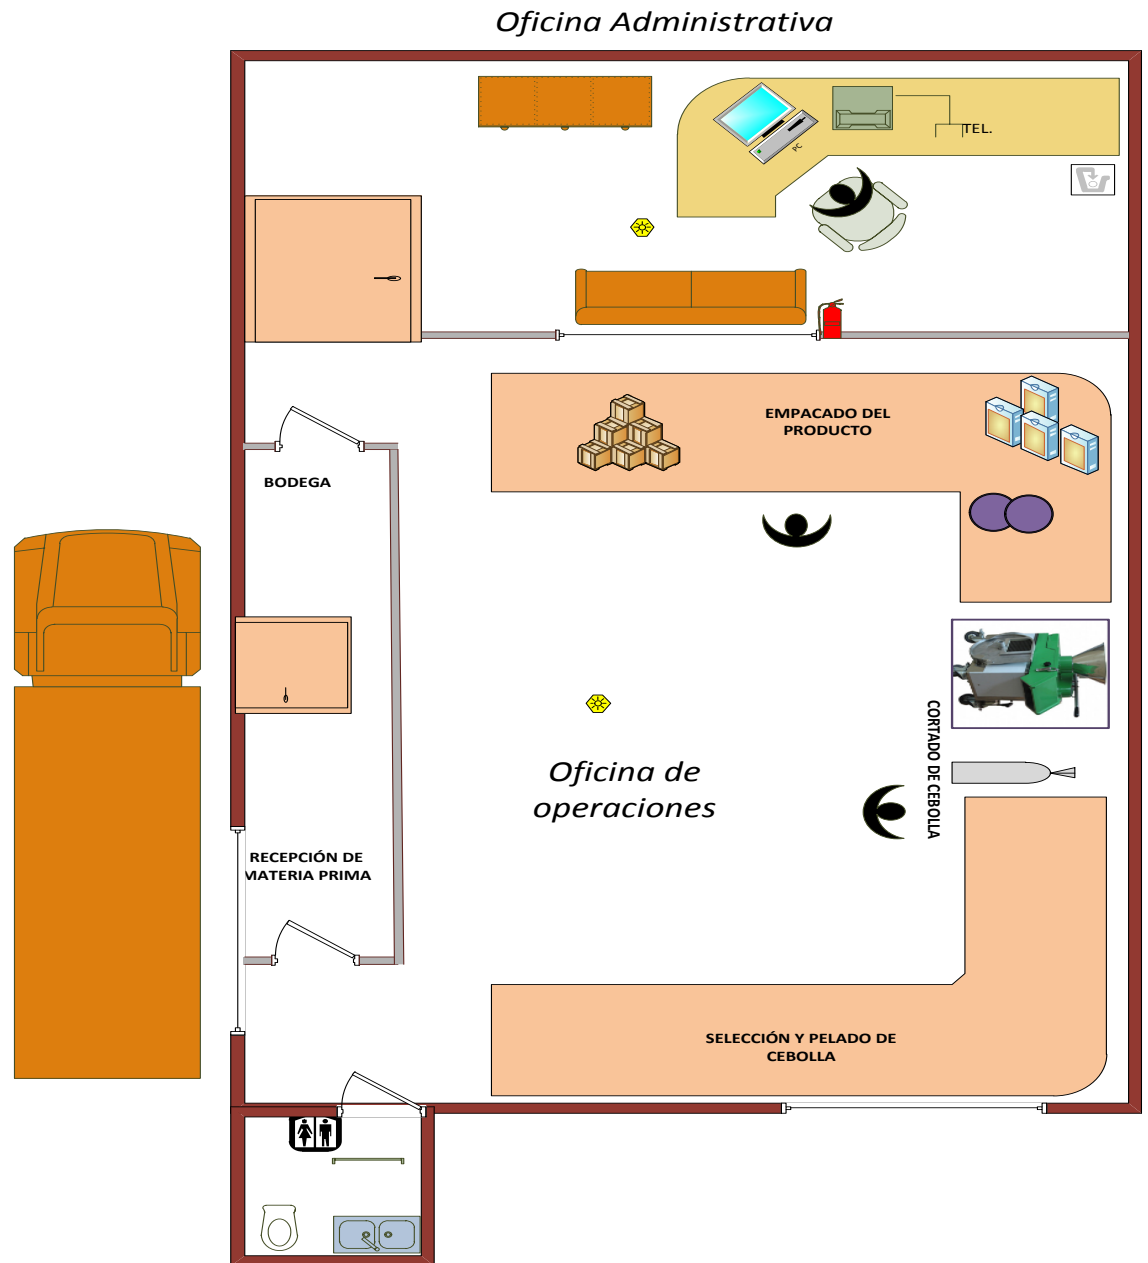 Oficina Administrativa
TEL.
PC
EMPACADO DEL
PRODUCTO
BODEGA
CORTADO DE CEBOLLA
Oficina de
operaciones
RECEPCIÓN DE
MATERIA PRIMA
SELECCIÓN Y PELADO DE
CEBOLLA